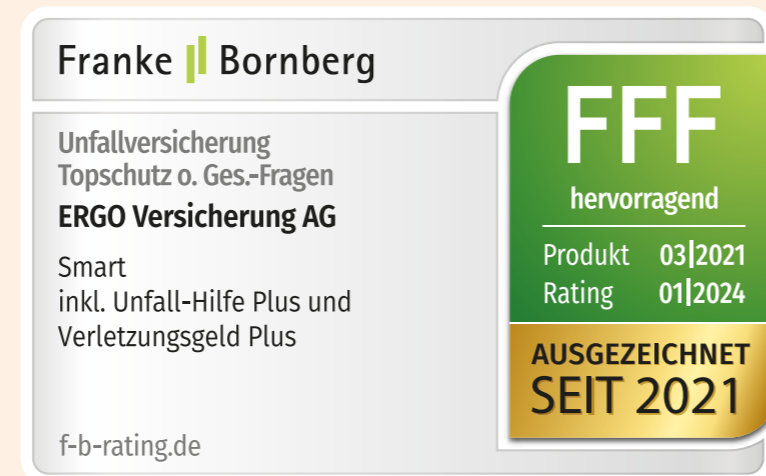 Franke Bornberg
Unfallversicherung
Topschutz o. Ges.-Fragen
ERGO Versicherung AG
Smart
inkl. Unfall-Hilfe Plus und
Verletzungsgeld Plus
f-b-rating.de
FFF
hervorragend
Produkt 03|2021
Rating 01|2024
AUSGEZEICHNET
SEIT 2021